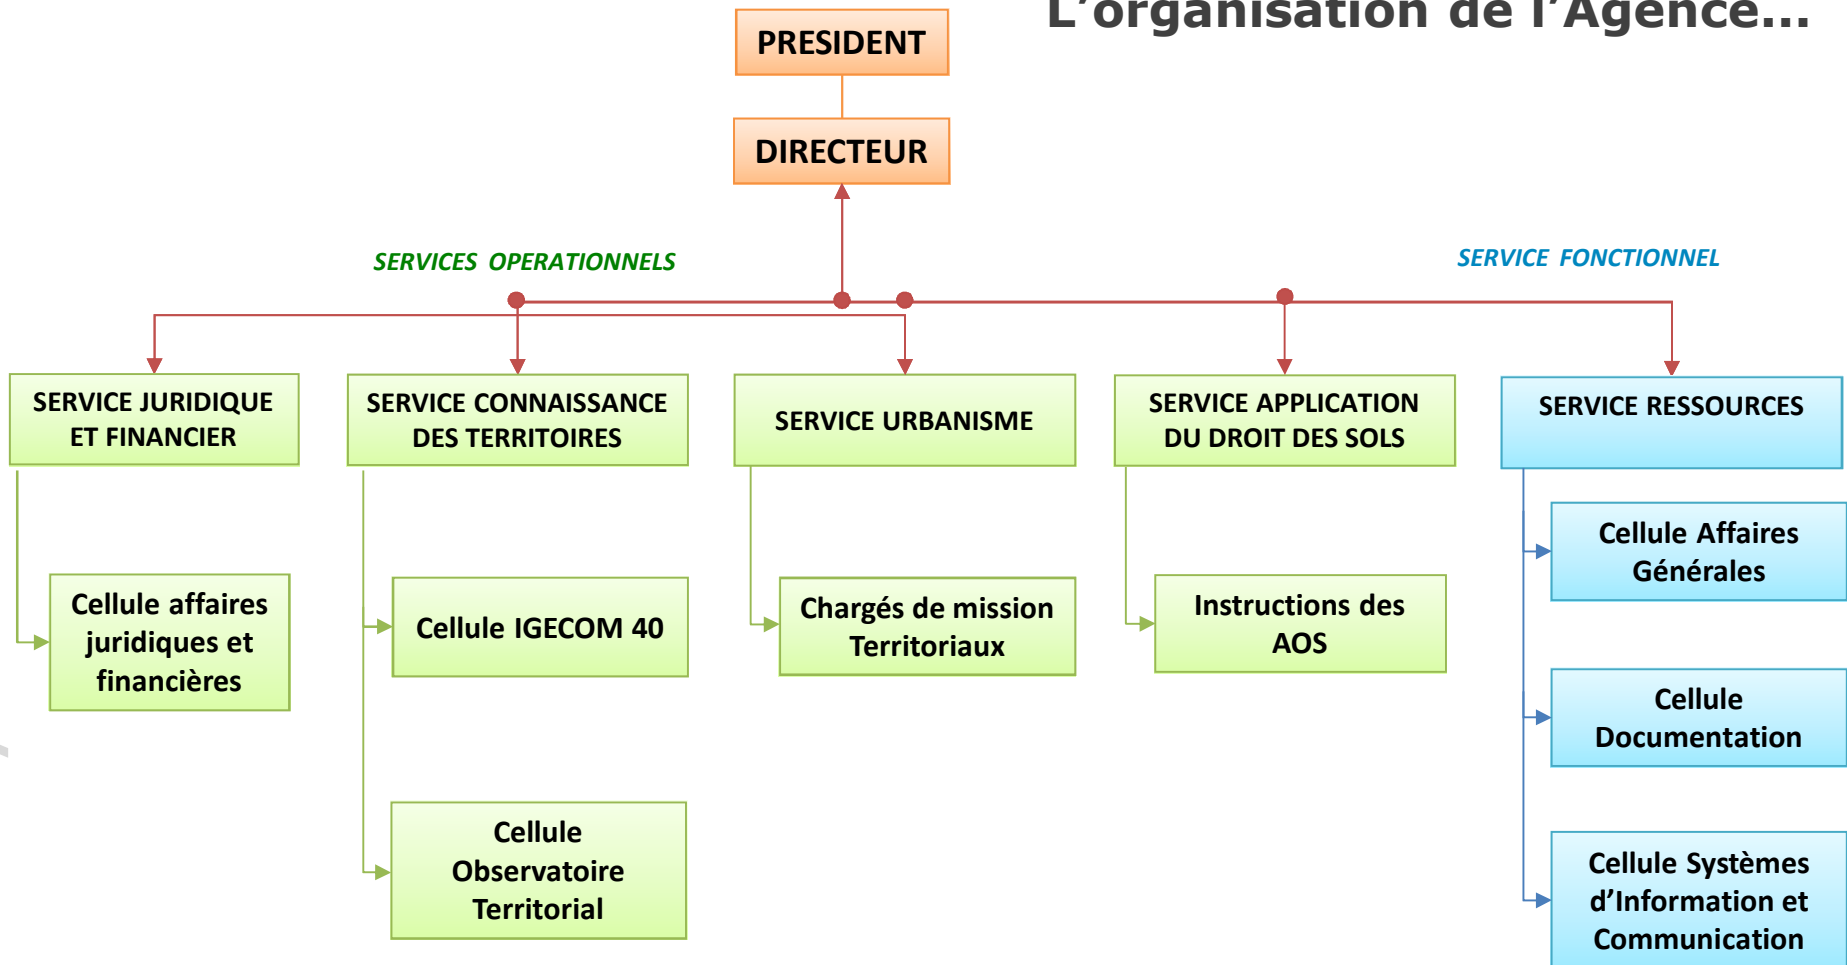 L'organisation de l'Agence...
PRESIDENT
DIRECTEUR
SERVICES OPERATIONNELS
SERVICE FONCTIONNEL
SERVICE JURIDIQUE
ET FINANCIER
SERVICE CONNAISSANCE
DES TERRITOIRES
SERVICE URBANISME
SERVICE APPLICATION
DU DROIT DES SOLS
SERVICE RESSOURCES
Cellule affaires
juridiques et
financières
Cellule IGECOM 40
Cellule
Observatoire
Territorial
Chargés de mission
Territoriaux
Instructions des
AOS
Cellule Affaires
Générales
Cellule
Documentation
Cellule Systèmes
d’Information et
Communication